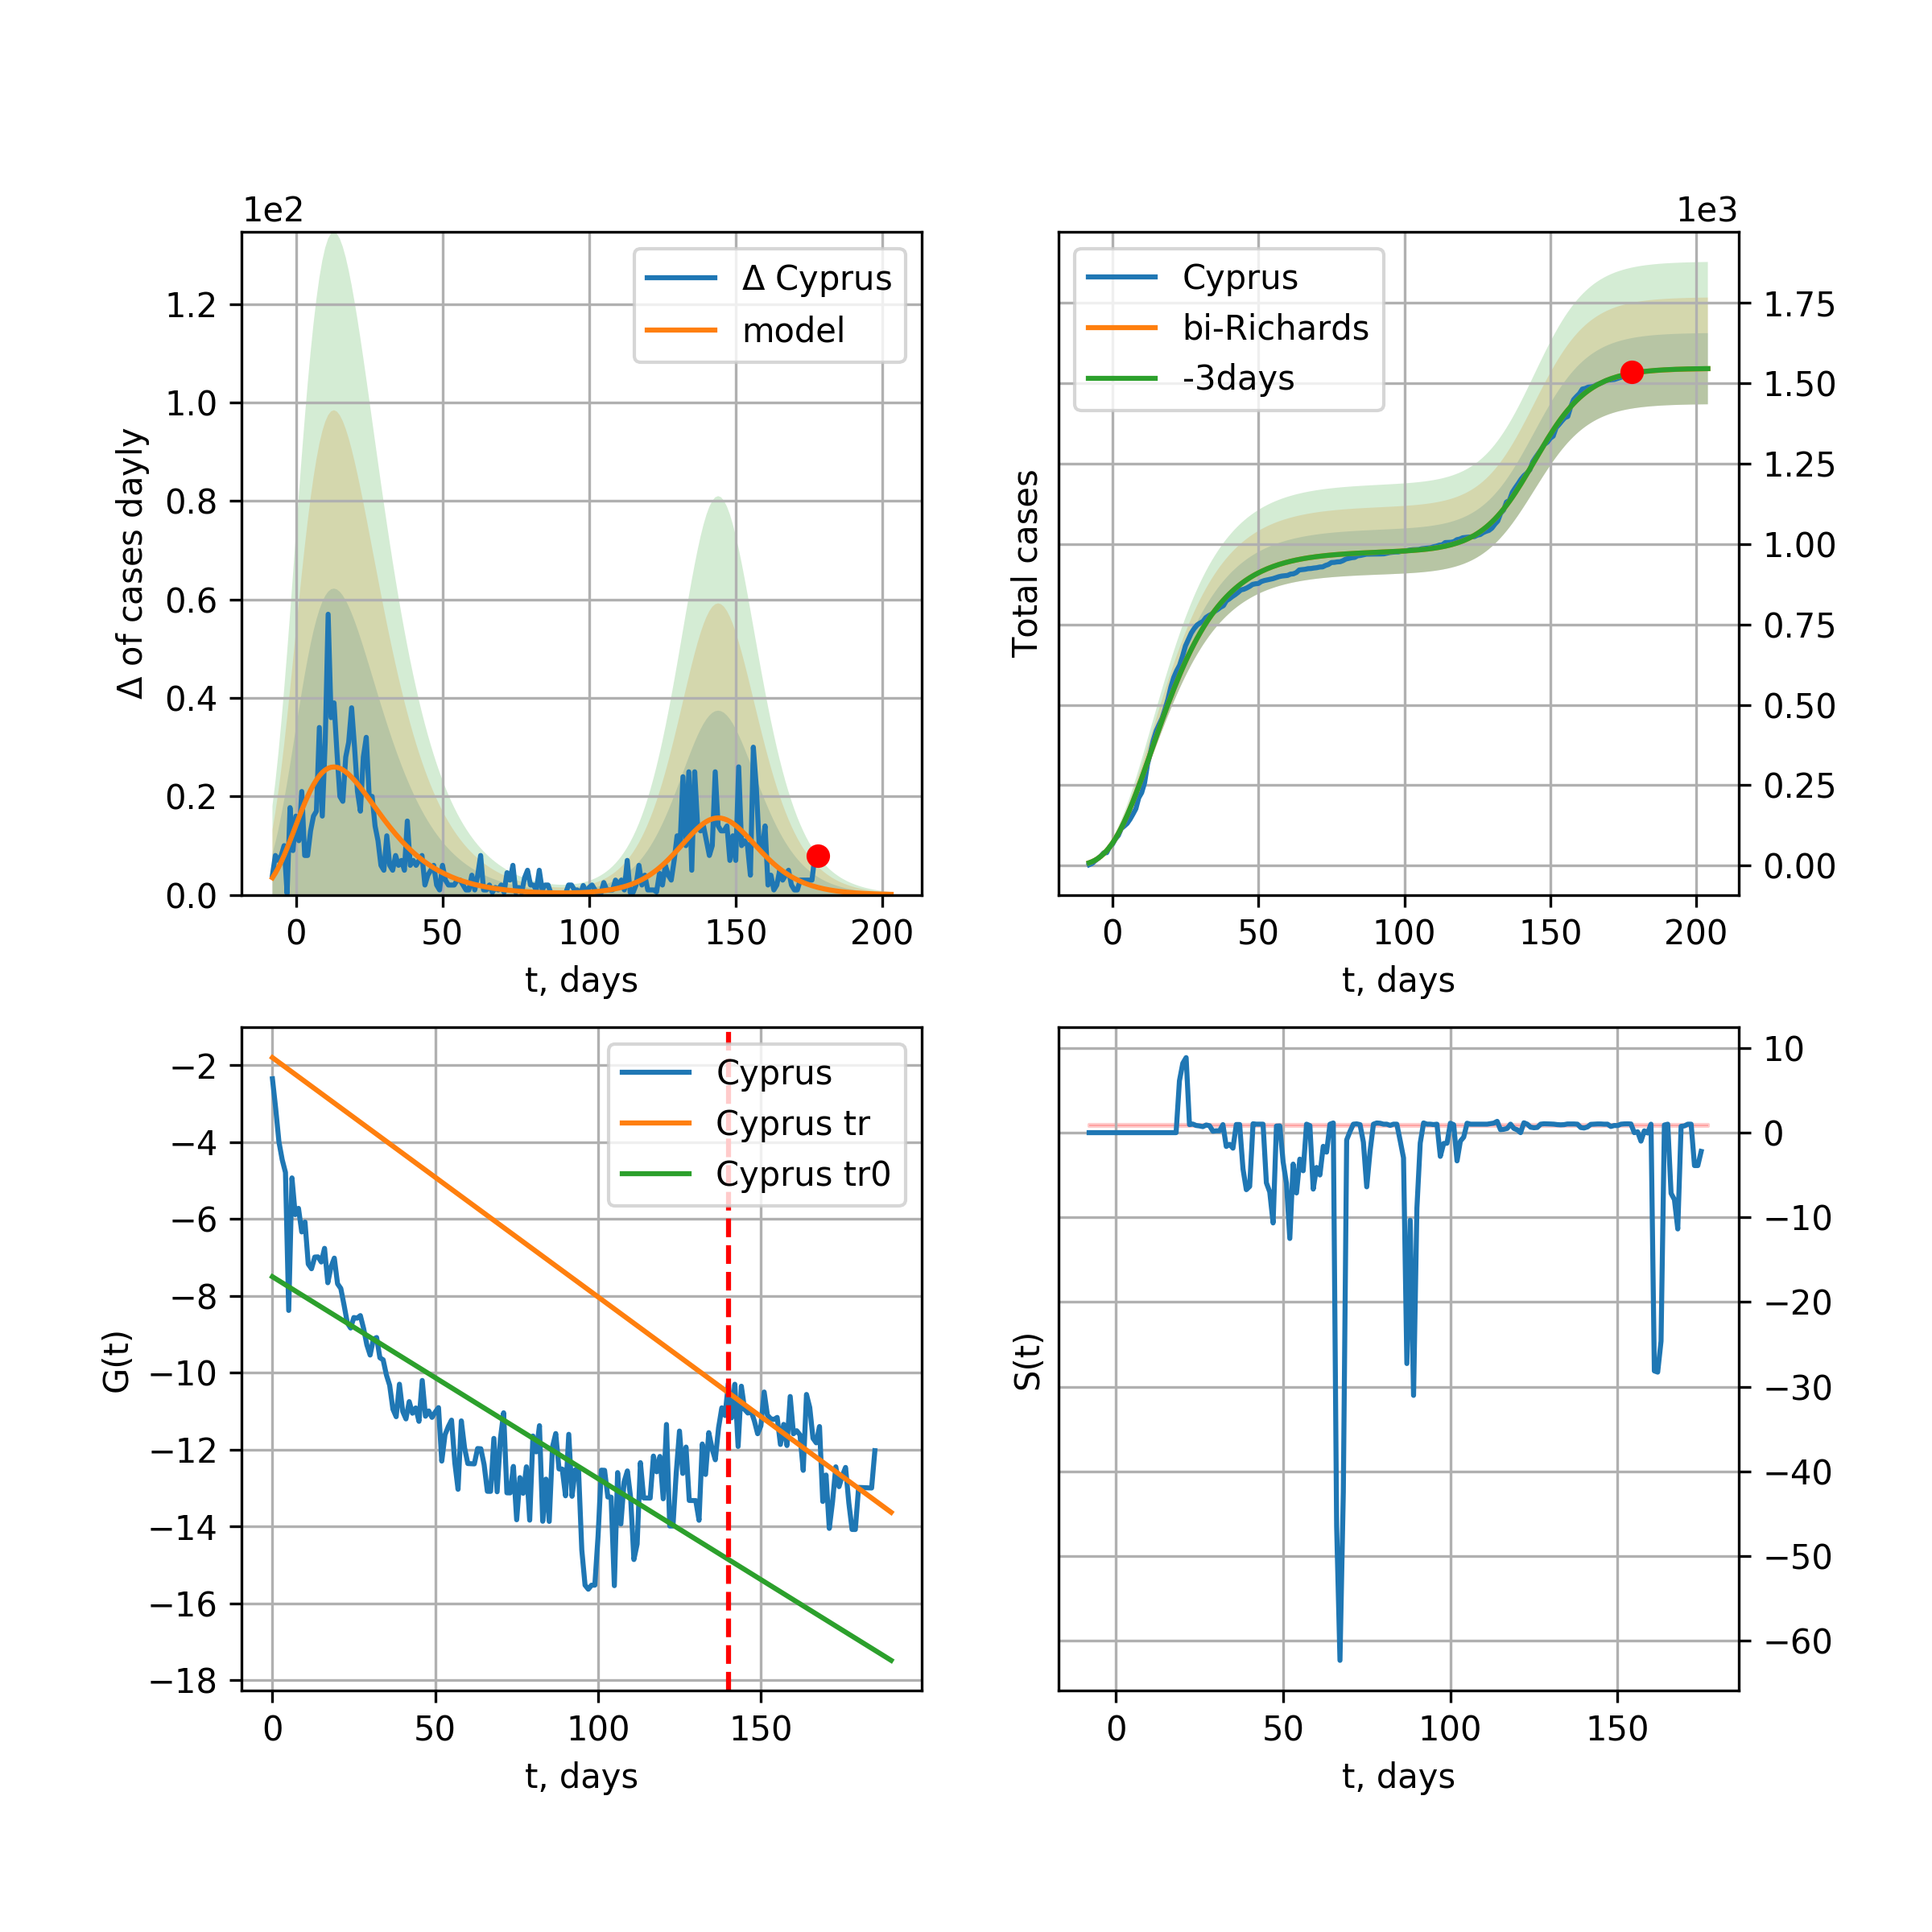 1e2
Δ of cases dayly
1.2
1.0
0.8
0.6
0.4
0.2
0.0
Δ Cyprus
model
0 50 100 150 200
t, days
1e3
Total cases
Cyprus
bi-Richards
-3days
1.75
1.50
1.25
1.00
0.75
0.50
0.25
0.00
0 50 100 150 200
t, days
G(t)
−2
−4
−6
−8
−10
−12
−14
−16
−18
Cyprus
Cyprus tr
Cyprus tr0
0 50 100 150
t, days
S(t)
10
0
−10
−20
−30
−40
−50
−60
0 50 100 150
t, days